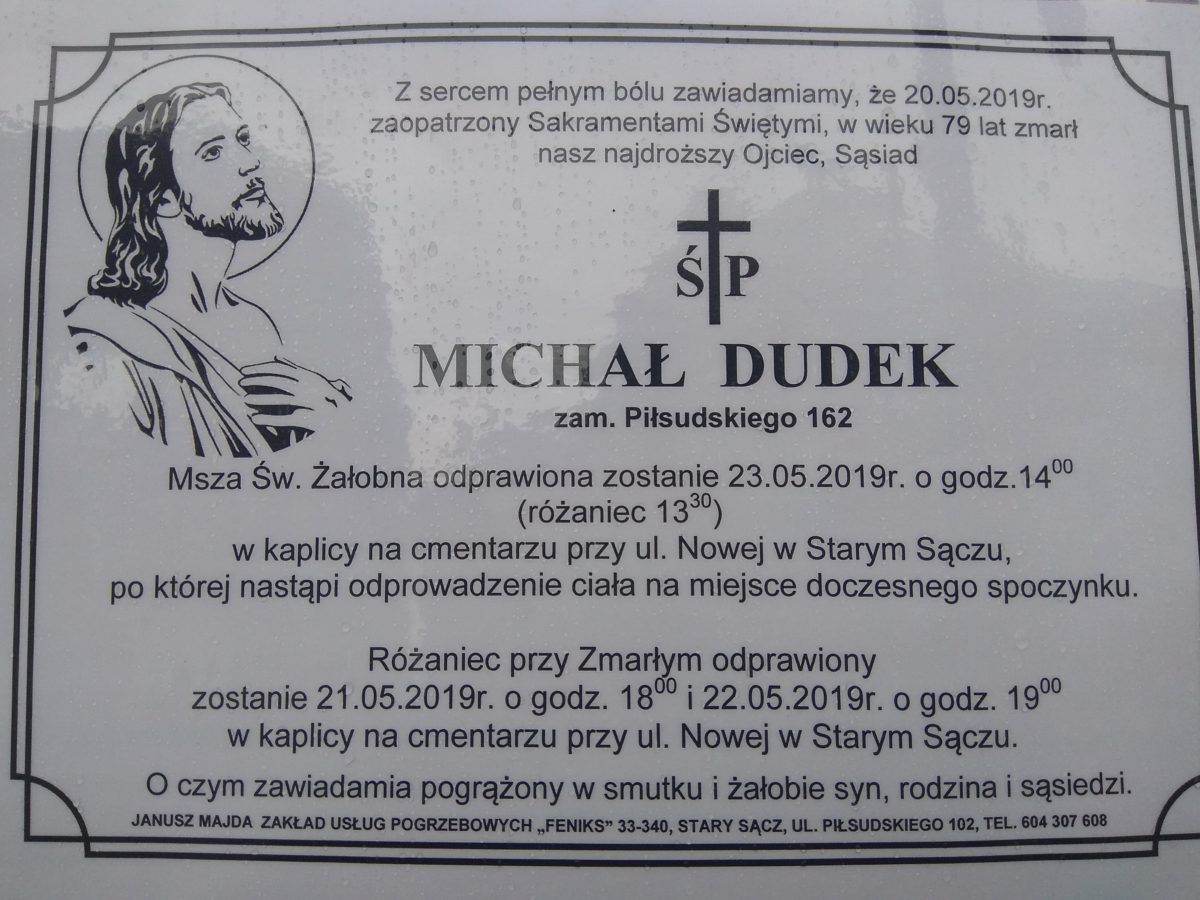 Z sercem pełnym bólu zawiadamiamy, że 20.05.2019r.
zaopatrzony Sakramentami Świętymi, w wieku 79 lat zmarł
nasz najdroższy Ojciec, Sąsiad
Ś P
MICHAŁ DUDEK
zam. Piłsudskiego 162
Msza Św. Żałobna odprawiona zostanie 23.05.2019r. o godz.14⁰⁰
(różaniec 13³⁰)
w kaplicy na cmentarzu przy ul. Nowej w Starym Sączu,
po której nastąpi odprowadzenie ciała na miejsce doczesnego spoczynku.
Różaniec przy Zmarłym odprawiony
zostanie 21.05.2019r. o godz. 18⁰⁰ i 22.05.2019r. o godz. 19⁰⁰
w kaplicy na cmentarzu przy ul. Nowej w Starym Sączu.
O czym zawiadamia pogrążony w smutku i żałobie syn, rodzina i sąsiedzi.
JANUSZ MAJDA ZAKŁAD USŁUG POGRZEBOWYCH „FENIKS” 33-340, STARY SĄCZ, UL. PIŁSUDSKIEGO 102, TEL. 604 307 608